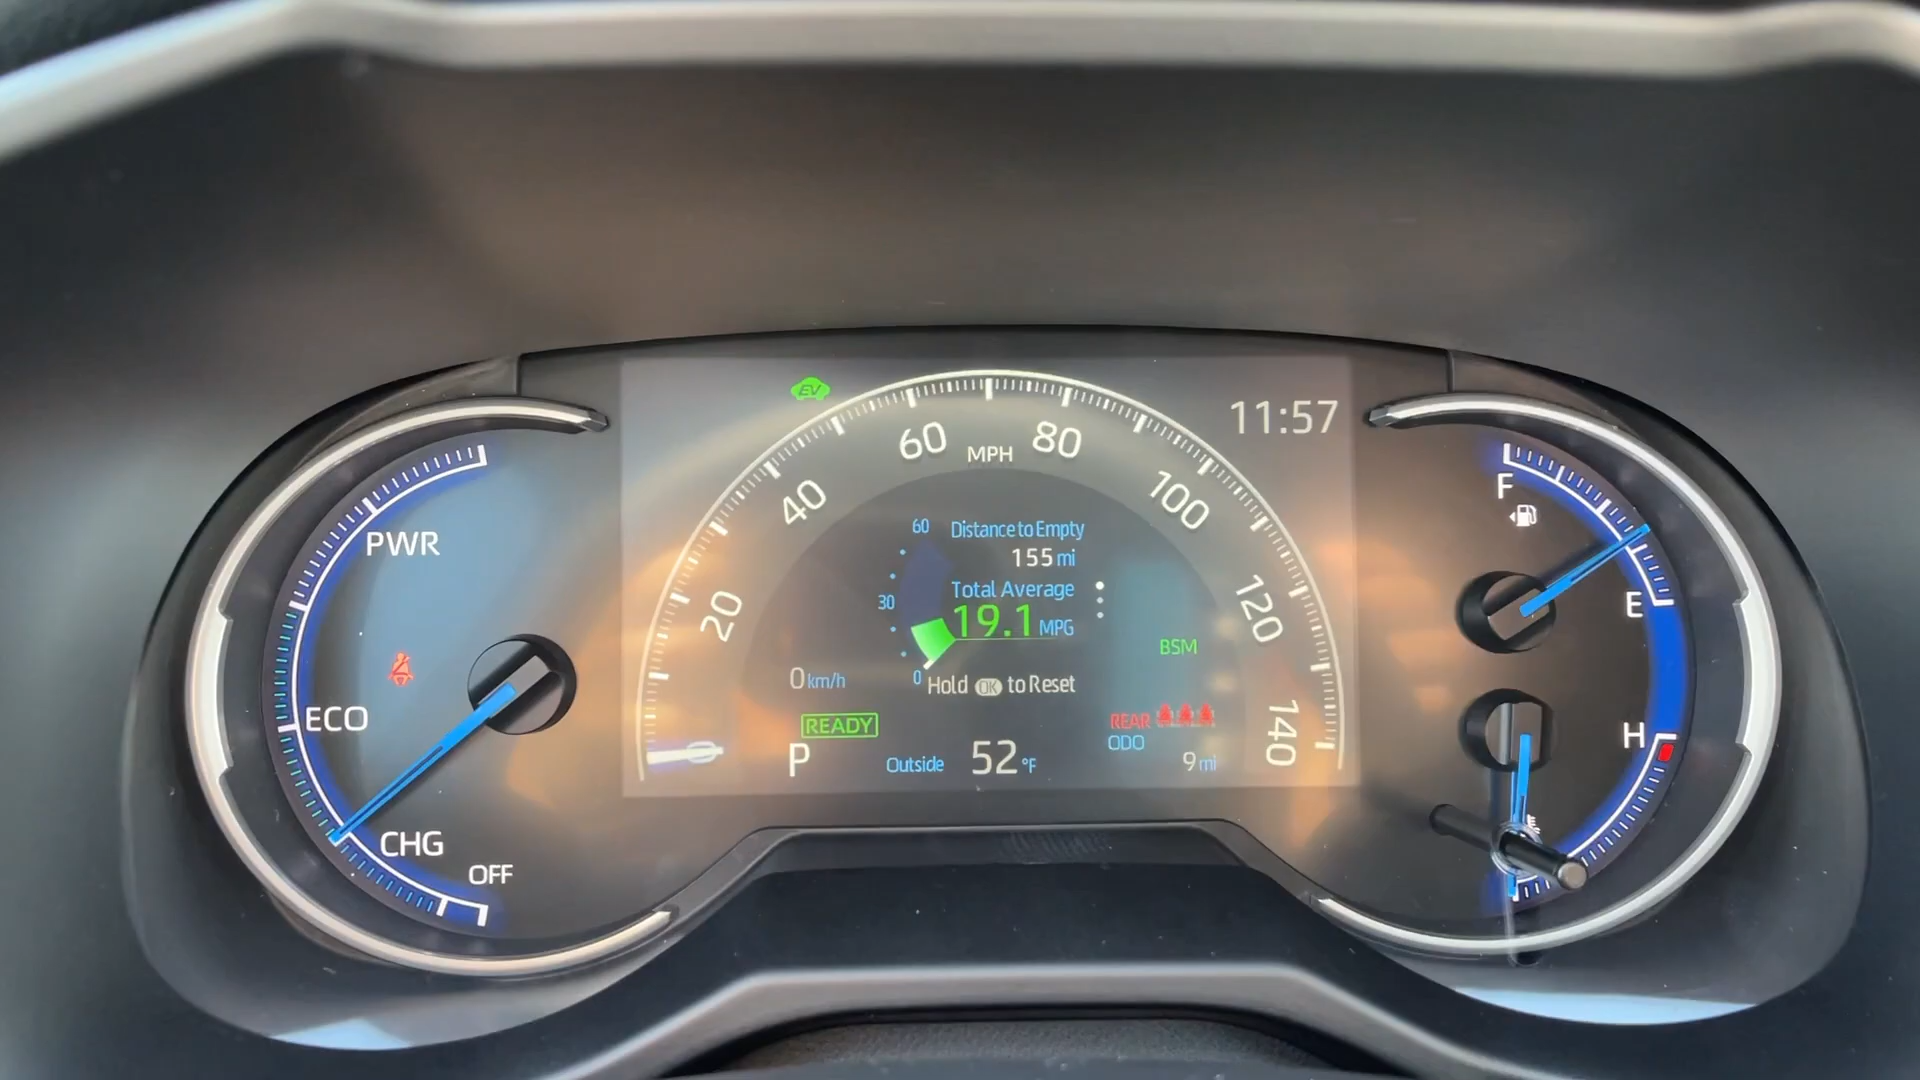 EV
11:57
60
MPH
80
40
100
20
120
140
60
Distance to Empty
155 mi
Total Average
30
19.1 MPG
BSM
0 km/h
0
Hold OK to Reset
READY
REAR
ODO
P
Outside
52 °F
9 mi
PWR
ECO
CHG
OFF
F
E
H